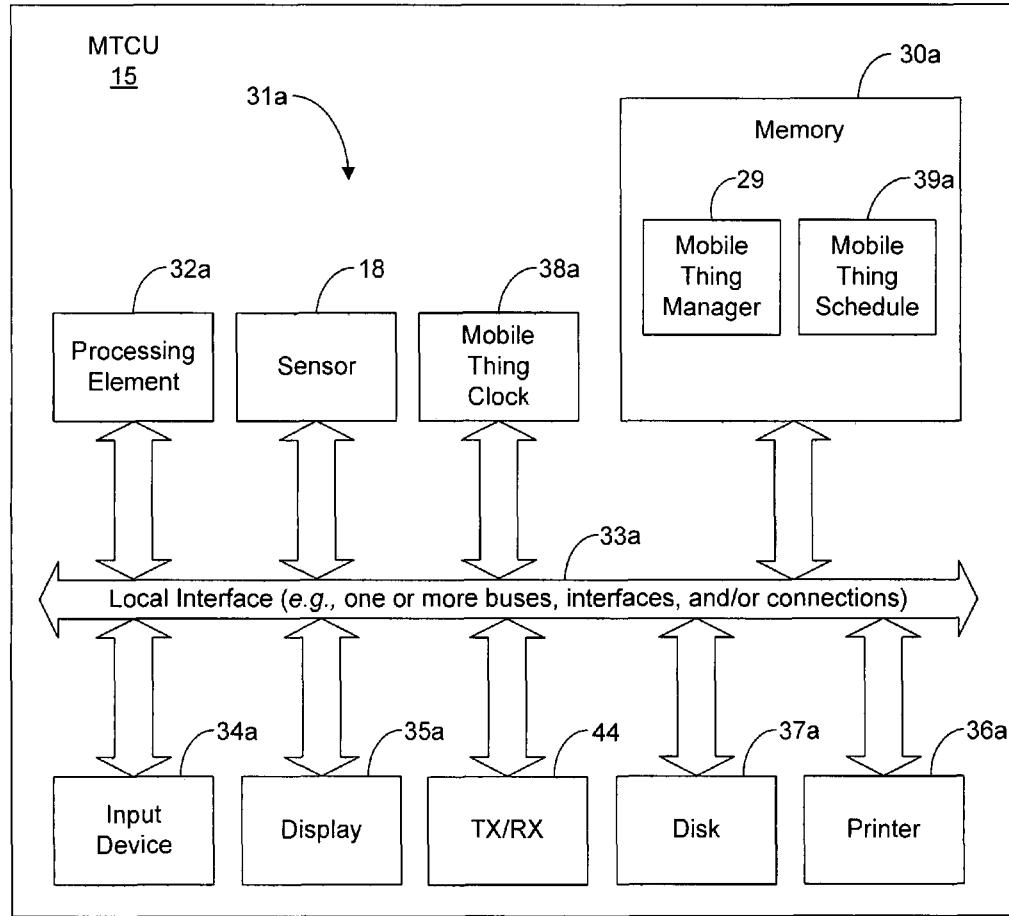 MTCU
15
31a
30a
Memory
29
39a
Mobile
Thing
Manager
Mobile
Thing
Schedule
32a
18
38a
Processing
Element
Sensor
Mobile
Thing
Clock
33a
Local Interface (e.g., one or more buses, interfaces, and/or connections)
34a
35a
44
37a
36a
Input
Device
Display
TX/RX
Disk
Printer